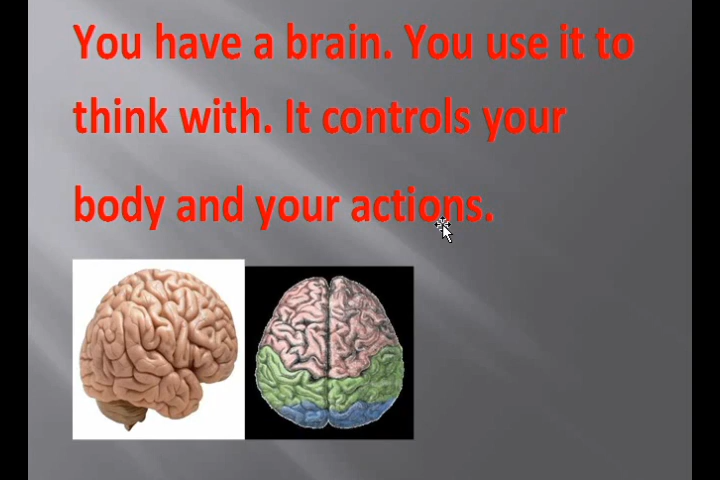 You have a brain. You use it to
think with. It controls your
body and your actions.